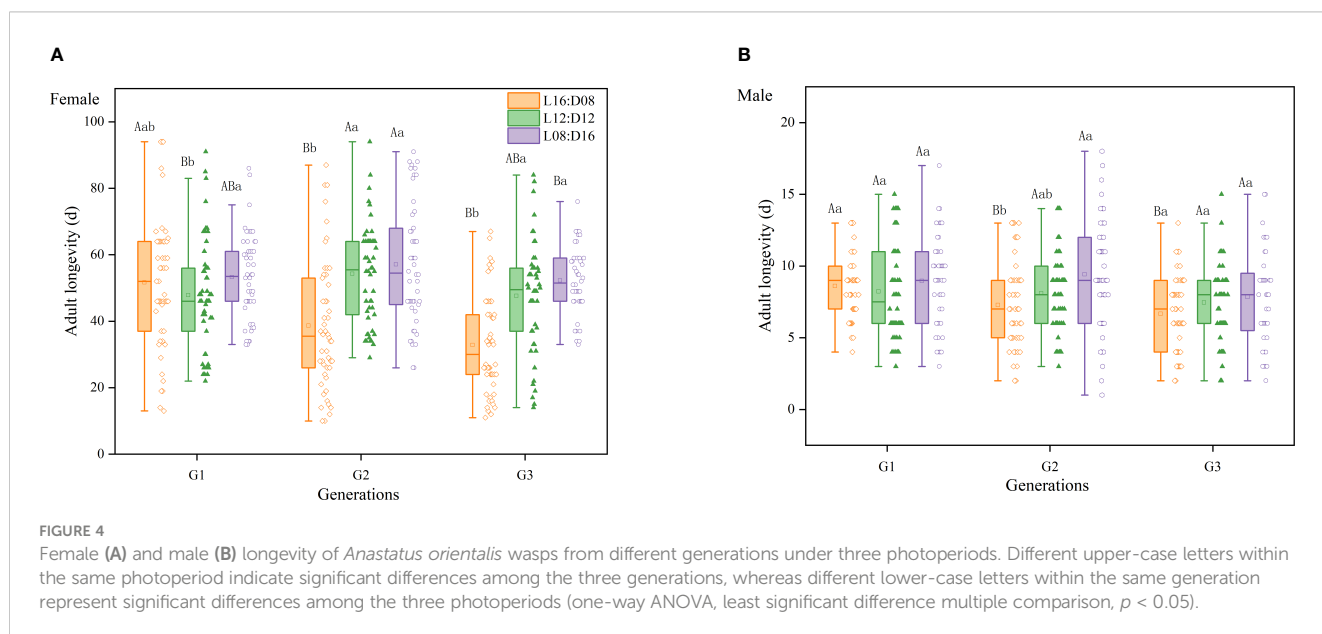 A
Female
L16:D08
L12:D12
L08:D16
Adult longevity (d)
100
80
60
40
20
0
Aab
Bb
ABa
Bb
Aa
Aa
Bb
ABa
Ba
G1
G2
G3
Generations
B
Male
Adult longevity (d)
20
15
10
5
0
Aa
Aa
Aa
Bb
Aab
Aa
Ba
Aa
Aa
G1
G2
G3
Generations
FIGURE 4
Female (A) and male (B) longevity of Anastatus orientalis wasps from different generations under three photoperiods. Different upper-case letters within
the same photoperiod indicate significant differences among the three generations, whereas different lower-case letters within the same generation
represent significant differences among the three photoperiods (one-way ANOVA, least significant difference multiple comparison, p < 0.05).